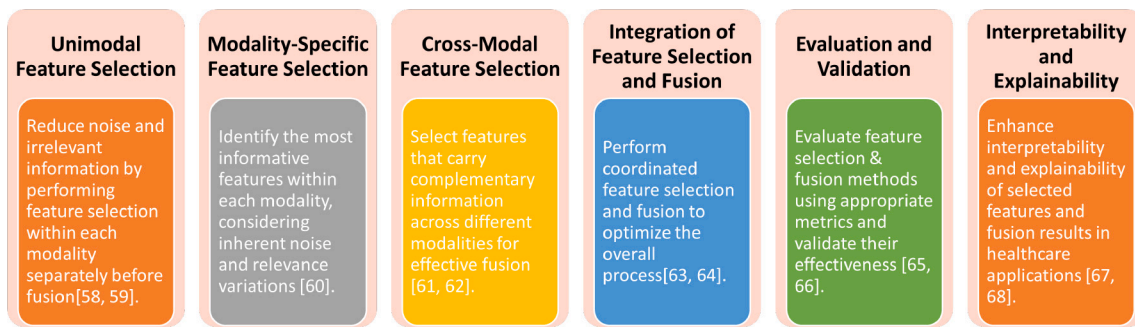 Unimodal
Feature Selection
Reduce noise and
irrelevant
information by
performing
feature selection
within each
modality
separately before
fusion[58, 59].
Modality-Specific
Feature Selection
Identify the most
informative
features within
each modality,
considering
inherent noise
and relevance
variations [60].
Cross-Modal
Feature Selection
Select features
that carry
complementary
information
across different
modalities for
effective fusion
[61, 62].
Integration of
Feature Selection
and Fusion
Perform
coordinated
feature selection
and fusion to
optimize the
overall
process[63, 64].
Evaluation and
Validation
Evaluate feature
selection &
fusion methods
using appropriate
metrics and
validate their
effectiveness [65,
66].
Interpretability
and
Explainability
Enhance
interpretability
and explainability
of selected
features and
fusion results in
healthcare
applications [67,
68].